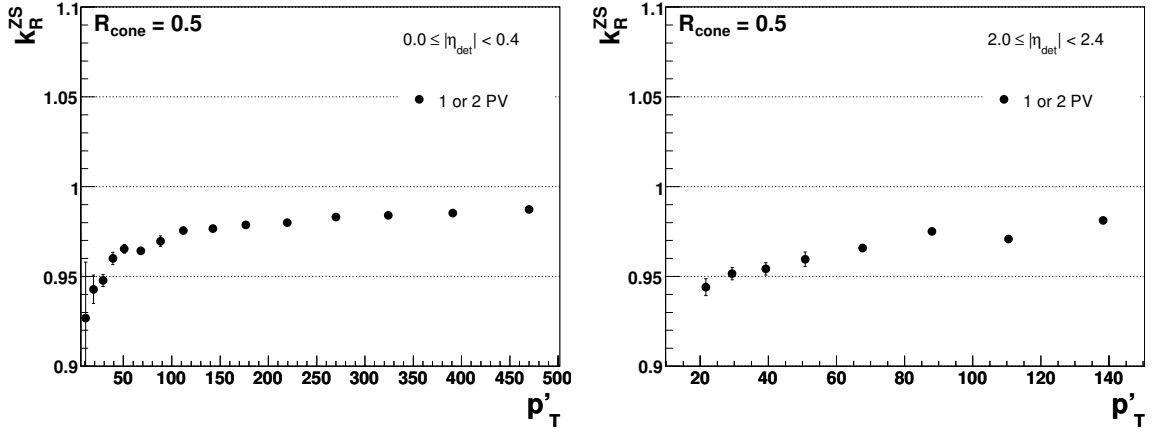 k_R^ZS
R_cone = 0.5
0.0 ≤ |η_det| < 0.4
1 or 2 PV
1.1
1.05
1
0.95
0.9
50 100 150 200 250 300 350 400 450 500
p'_T
k_R^ZS
R_cone = 0.5
2.0 ≤ |η_det| < 2.4
1 or 2 PV
1.1
1.05
1
0.95
0.9
20 40 60 80 100 120 140
p'_T